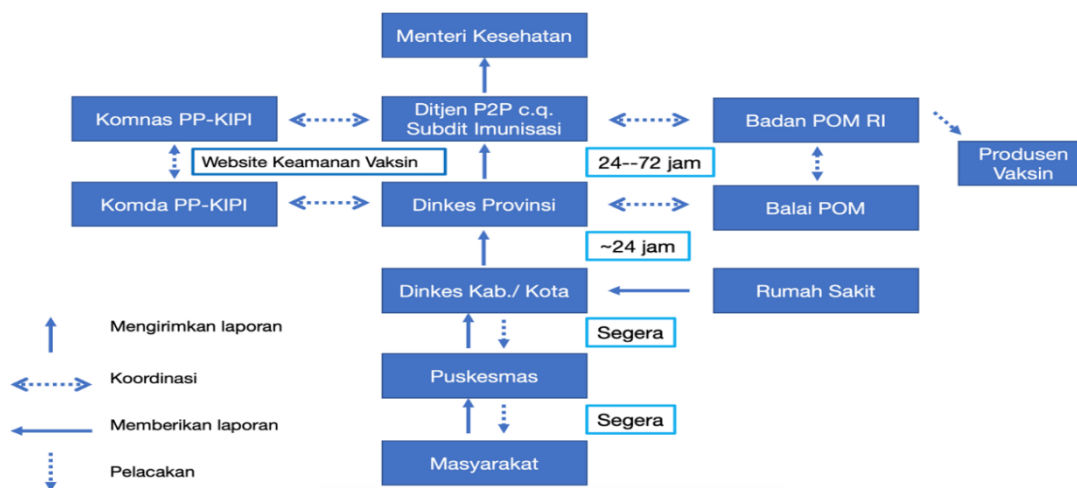 Menteri Kesehatan
Komnas PP-KIPI
Ditjen P2P c.q.
Subdit Imunisasi
Badan POM RI
Website Keamanan Vaksin
24--72 jam
Produsen
Vaksin
Komda PP-KIPI
Dinkes Provinsi
Balai POM
~24 jam
Dinkes Kab./ Kota
Rumah Sakit
Mengirimkan laporan
Segera
Koordinasi
Puskesmas
Memberikan laporan
Segera
Masyarakat
Pelacakan